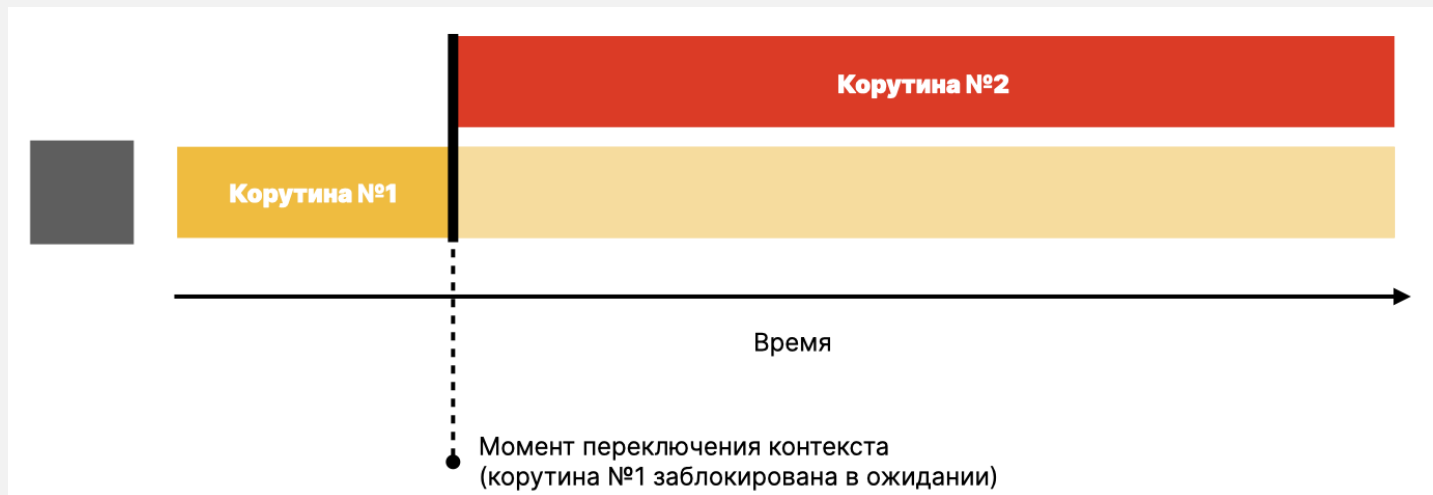 Корутина №2
Корутина №1
Время
Момент переключения контекста
(корутина №1 заблокирована в ожидании)